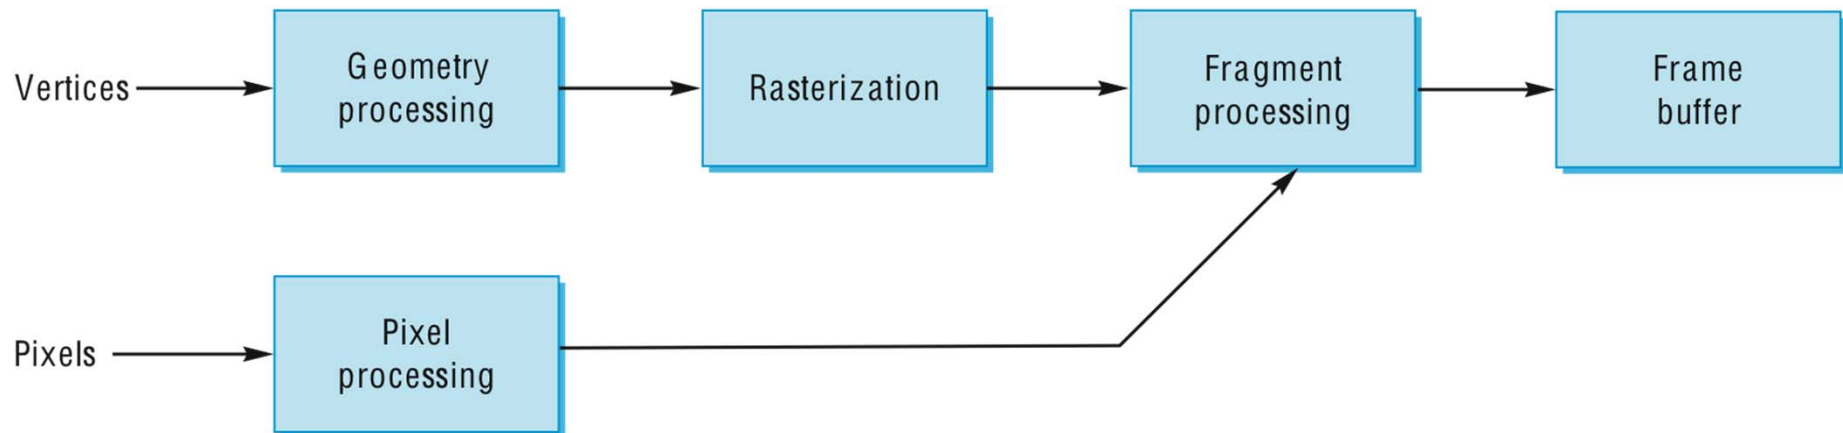 Vertices
Geometry
processing
Rasterization
Fragment
processing
Frame
buffer
Pixels
Pixel
processing